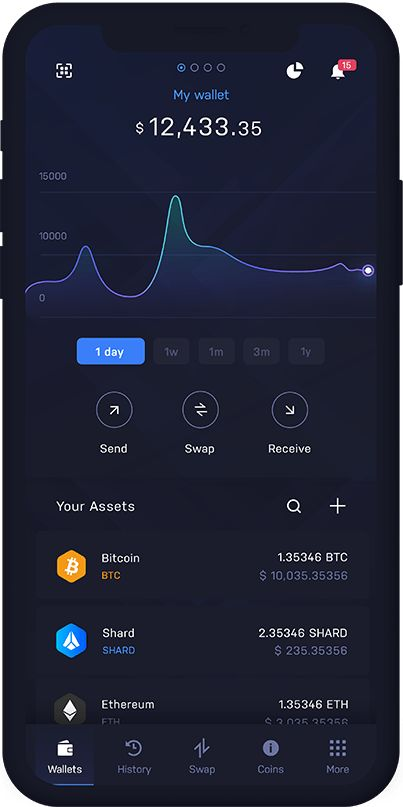 15
My wallet
$ 12,433.35
15000
10000
0
1 day 1w 1m 3m 1y
Send Swap Receive
Your Assets
Bitcoin 1.35346 BTC
BTC $ 10,035.35356
Shard 2.35346 SHARD
SHARD $ 235.35356
Ethereum 1.35346 ETH
ETH $ 3,035.35356
Wallets History Swap Coins More